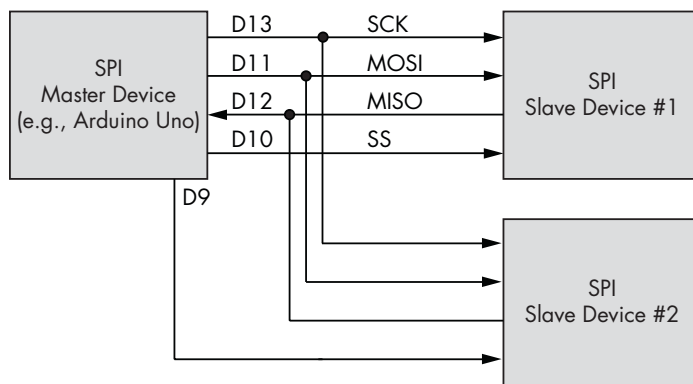 SPI
Master Device
(e.g., Arduino Uno)
D13
SCK
D11
MOSI
D12
MISO
D10
SS
D9
SPI
Slave Device #1
SPI
Slave Device #2